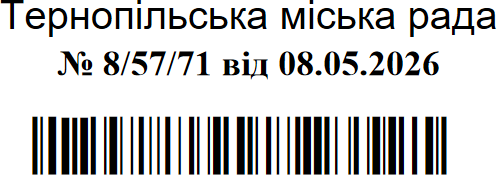 Тернопільська міська рада
№ 8/57/71 від 08.05.2026